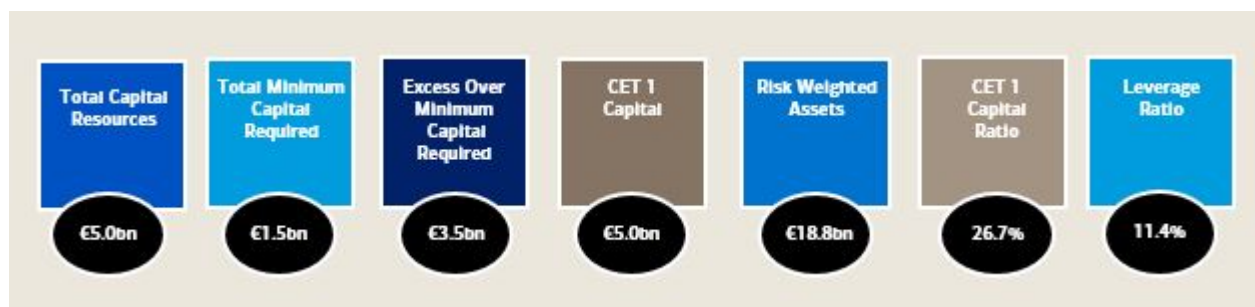 Total Capital
Resources
€5.0bn
Total Minimum
Capital
Required
€1.5bn
Excess Over
Minimum
Capital
Required
€3.5bn
CET 1
Capital
€5.0bn
Risk Weighted
Assets
€18.8bn
CET 1
Capital
Ratio
26.7%
Leverage
Ratio
11.4%